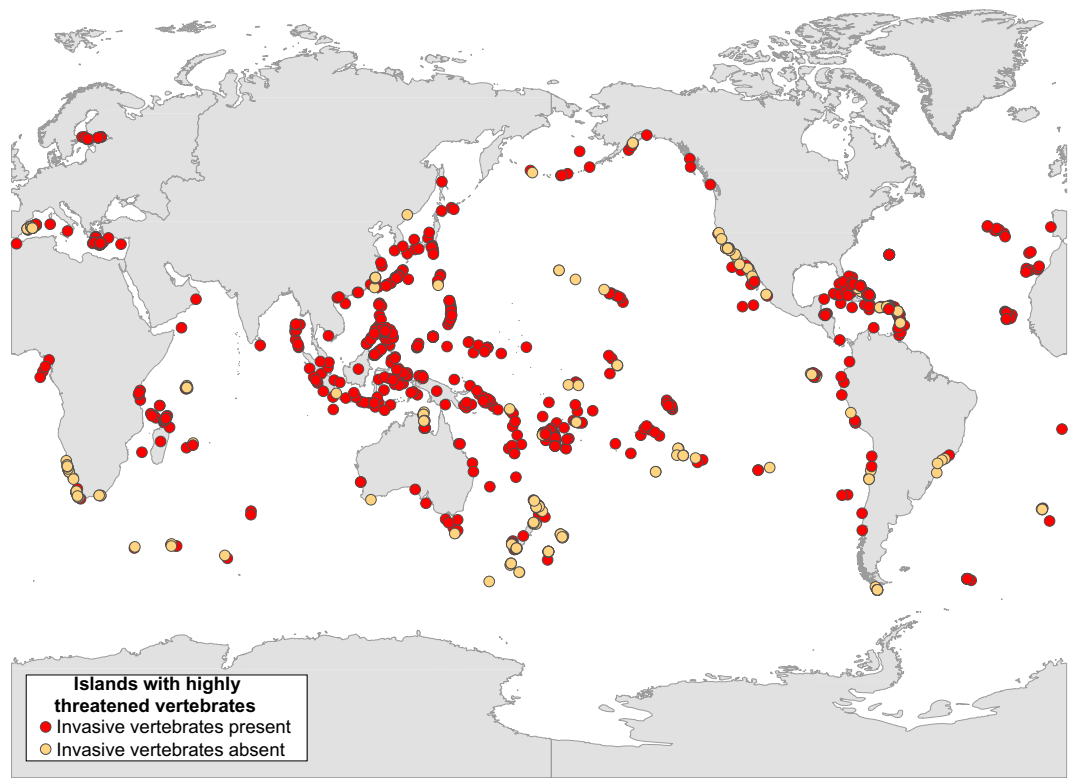 Islands with highly
threatened vertebrates
Invasive vertebrates present
Invasive vertebrates absent